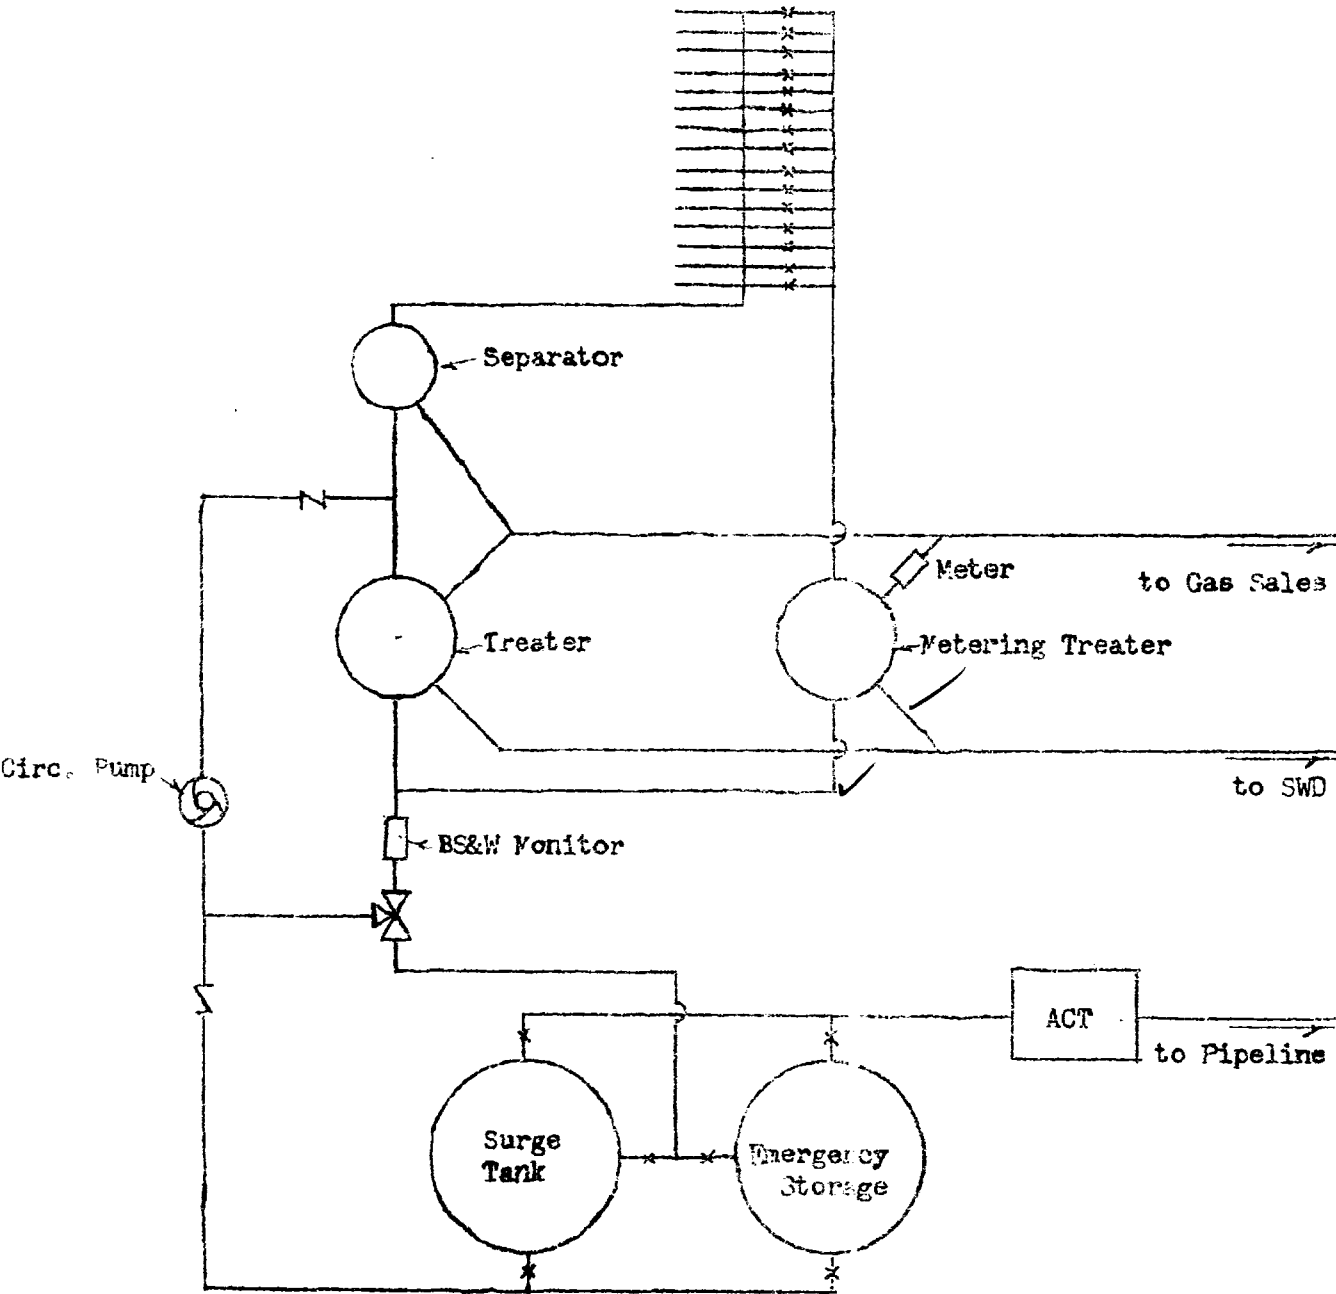 Separator
Meter
to Gas Sales
Treater
Metering Treater
Circ. Pump
to SWD
BS&W Monitor
ACT
to Pipeline
Surge
Tank
Emergency
Storage